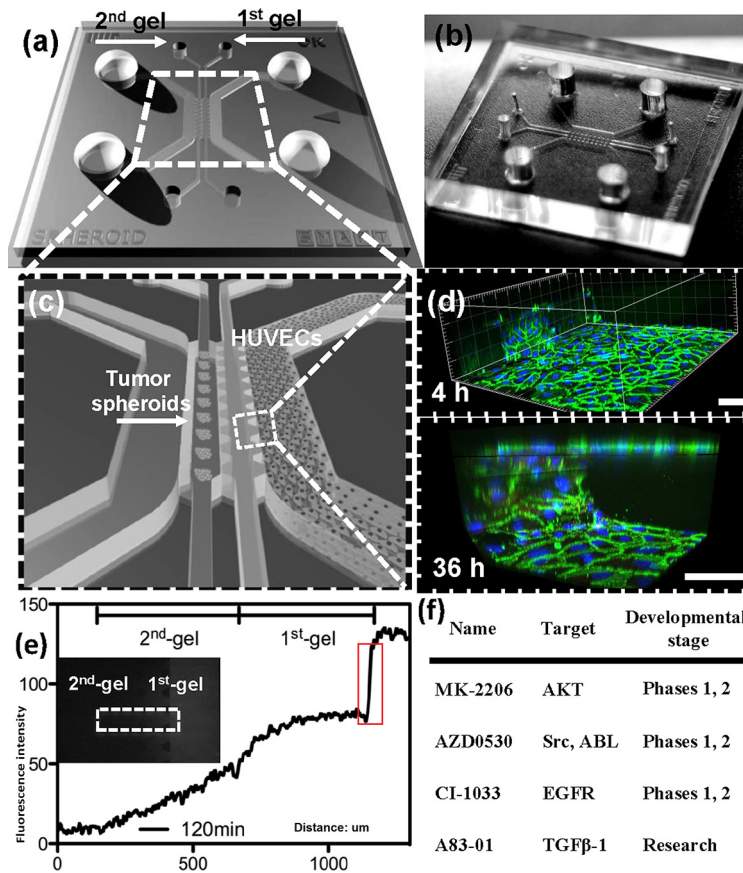 (a)
2nd gel
1st gel
SPHEROID
SMART
(b)
(c)
HUVECs
Tumor
spheroids
(d)
4 h
36 h
(e)
150
100
50
0
Fluorescence intensity
2nd-gel
1st-gel
2nd-gel
1st-gel
120min
Distance: um
0
500
1000
(f)
Name Target Developmental
stage
MK-2206 AKT Phases 1, 2
AZD0530 Src, ABL Phases 1, 2
CI-1033 EGFR Phases 1, 2
A83-01 TGFβ-1 Research